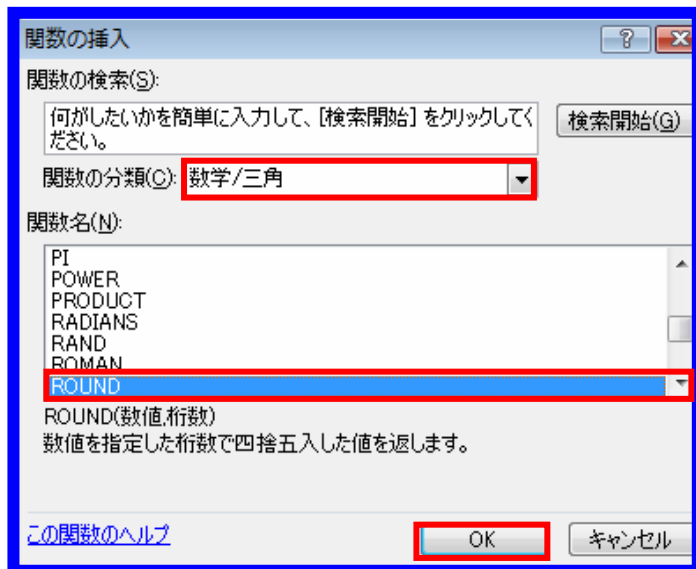 関数の挿入
関数の検索(S):
何がしたいかを簡単に入力して、[検索開始] をクリックしてく
ださい。
検索開始(G)
関数の分類(C): 数学/三角
関数名(N):
PI
POWER
PRODUCT
RADIANS
RAND
ROMAN
ROUND
ROUND(数値,桁数)
数値を指定した桁数で四捨五入した値を返します。
この関数のヘルプ
OK
キャンセル